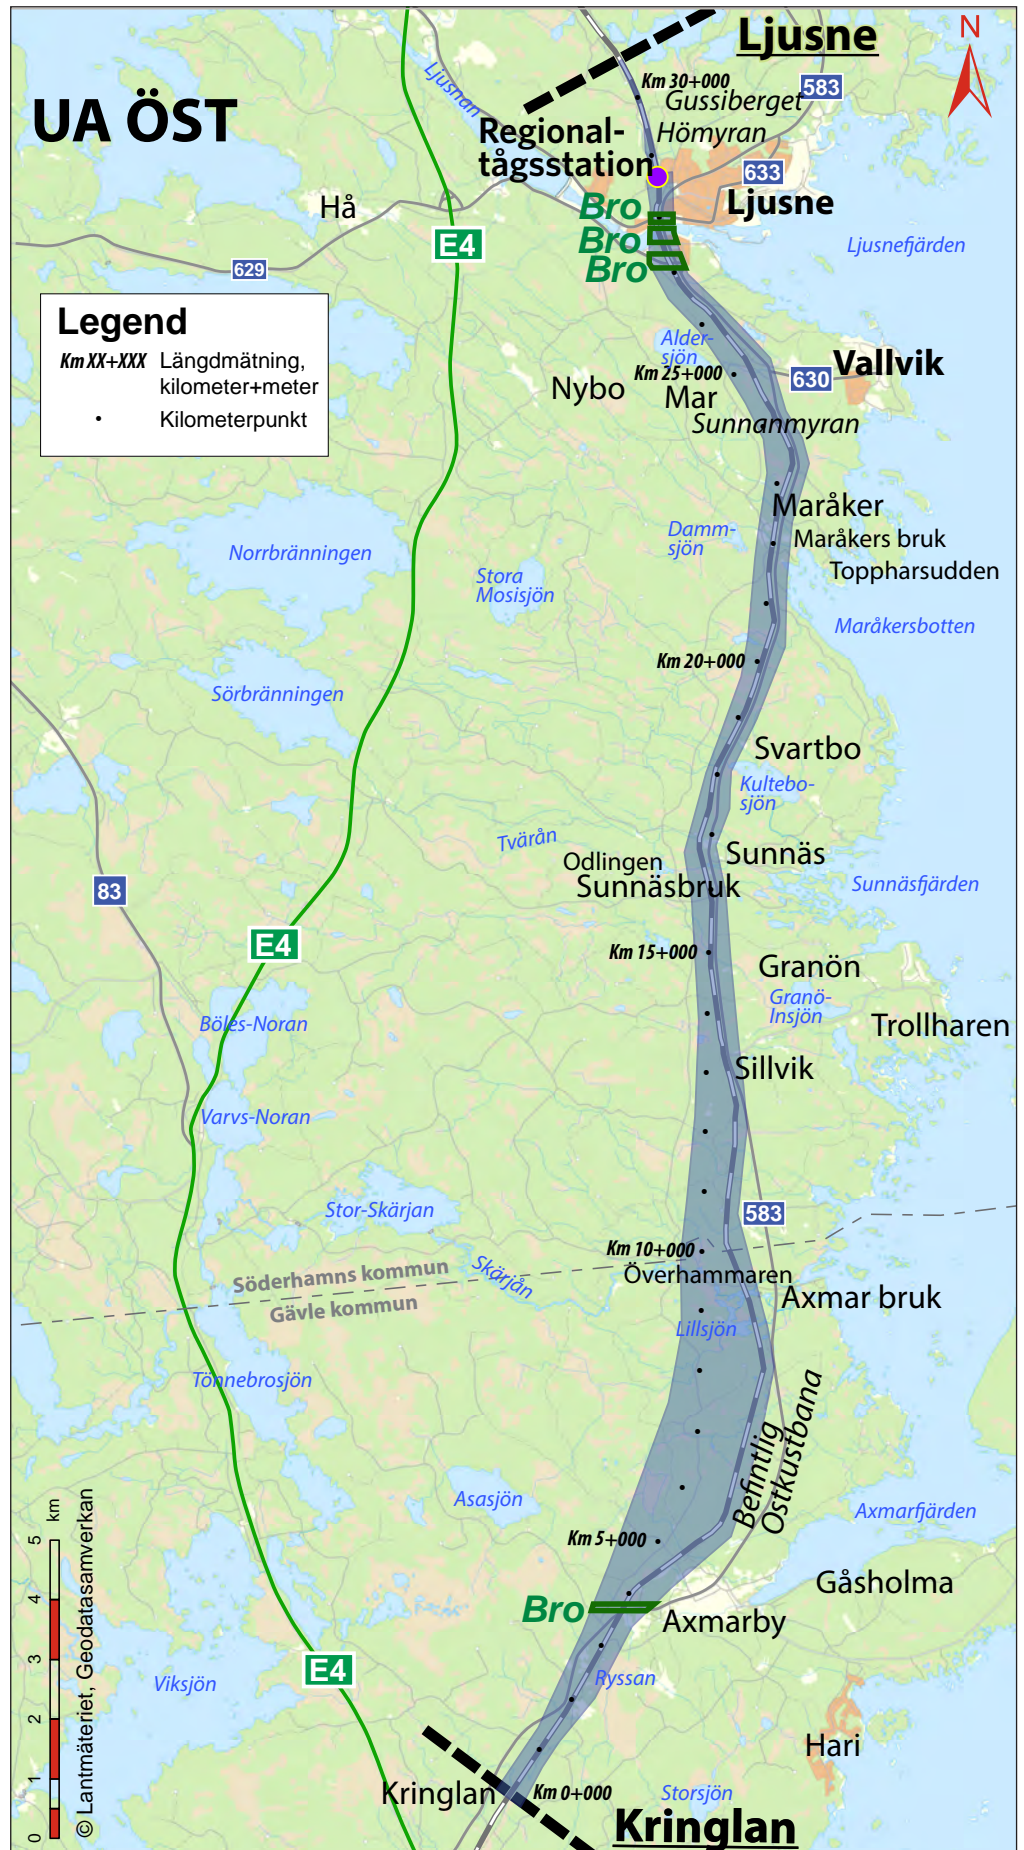 Ljusne
N
UA ÖST
Ljusnan
Km 30+000
583
Gussiberget
Regional-
tågsstation
Hömyran
633
Hå
Bro
Ljusne
E4
Bro
Ljusnefjärden
629
Bro
Legend
Km XX+XXX Längdmätning,
kilometer+meter
Kilometerpunkt
Alder-
sjön
Vallvik
Nybo
Km 25+000
630
Mar
Sunnanmyran
Maråker
Damm-
sjön
Maråkers bruk
Norrbränningen
Toppharsudden
Stora
Mosisjön
Maråkersbotten
Km 20+000
Sörbränningen
Svartbo
Kultebo-
sjön
Tvärån
Sunnäs
Odlingen
83
Sunnäsbruk
Sunnäsfjärden
E4
Km 15+000
Granön
Granö-
Insjön
Böles-Noran
Trollharen
Sillvik
Varvs-Noran
Stor-Skärjan
583
Km 10+000
Skärjån
Söderhamns kommun
Gävle kommun
Överhammaren
Axmar bruk
Lillsjön
Tönnebrosjön
Befintlig
Ostkustbana
Asasjön
Axmarfjärden
Km 5+000
Gåsholma
Bro
Axmarby
E4
Viksjön
Ryssan
Hari
Kringlan
Km 0+000
Storsjön
Kringlan
0 1 2 3 4 5 km
© Lantmäteriet, Geodatasamverkan